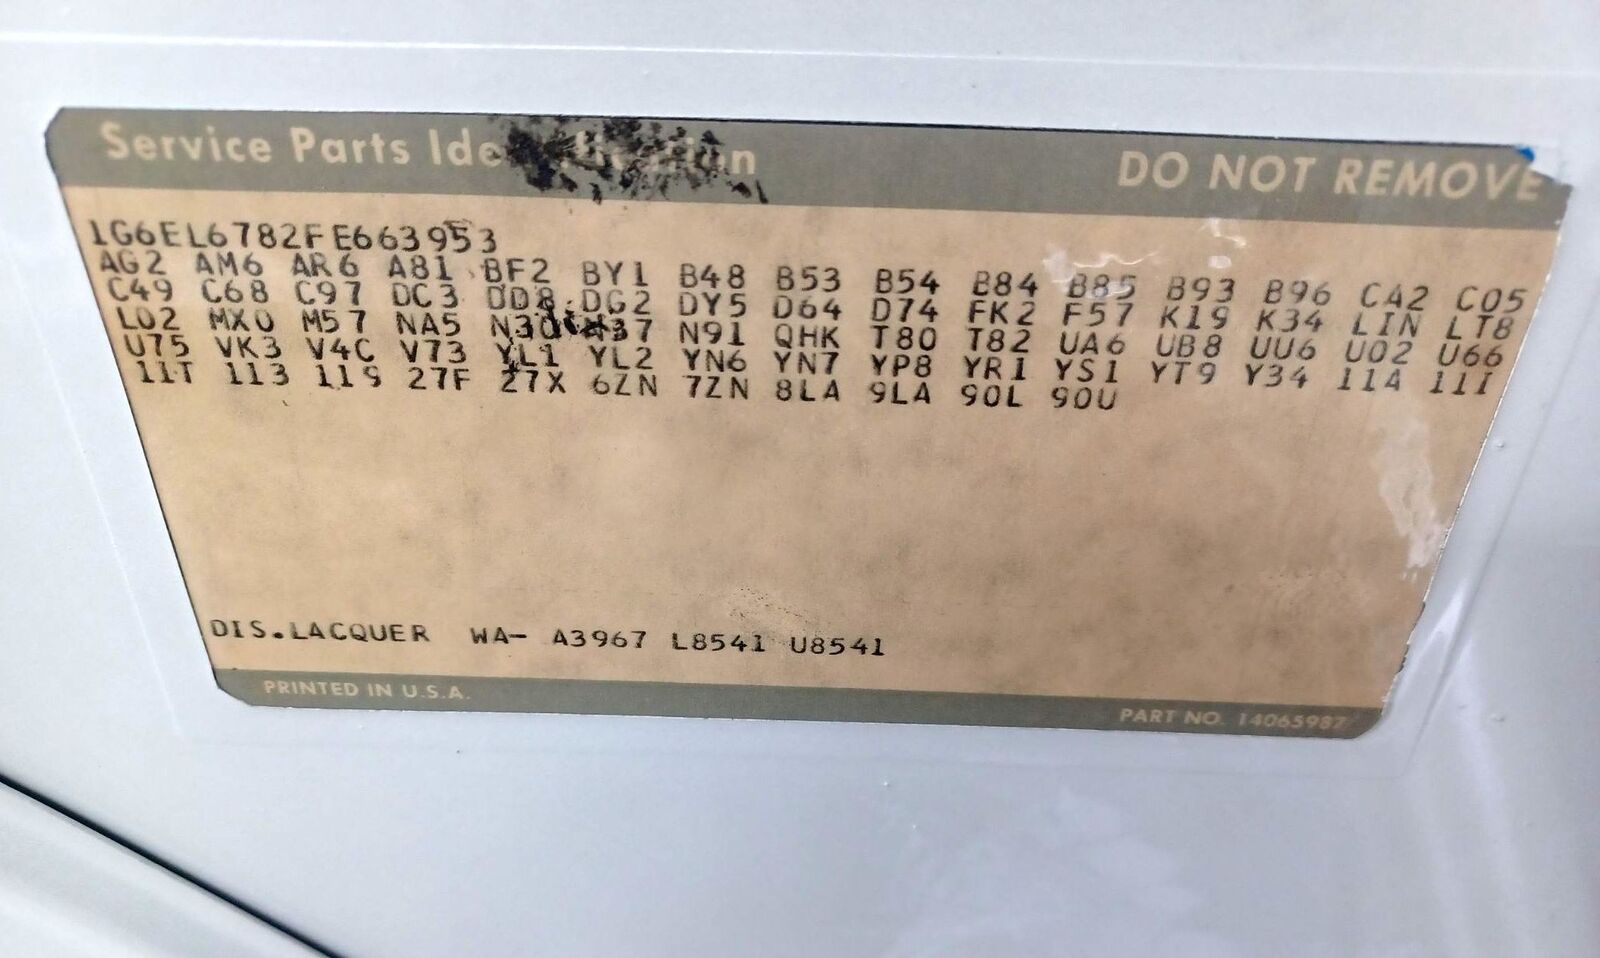 Service Parts Identification DO NOT REMOVE
1G6EL6782FE663953
AG2 AM6 AR6 A81 BF2 BY1 B48 B53 B54 B84 B85 B93 B96 CA2 C05
C49 C68 C97 DC3 DD8 DG2 DY5 D64 D74 FK2 F57 K19 K34 LIN LT8
L02 MX0 M57 NA5 N30 N37 N91 QHK T80 T82 UA6 UB8 UU6 U02 U66
U75 VK3 V4C V73 YL1 YL2 YN6 YN7 YP8 YR1 YS1 YT9 Y34 11A 11I
11T 113 119 27F 27X 6ZN 7ZN 8LA 9LA 90L 90U
DIS.LACQUER WA- A3967 L8541 U8541
PRINTED IN U.S.A. PART NO. 14065987